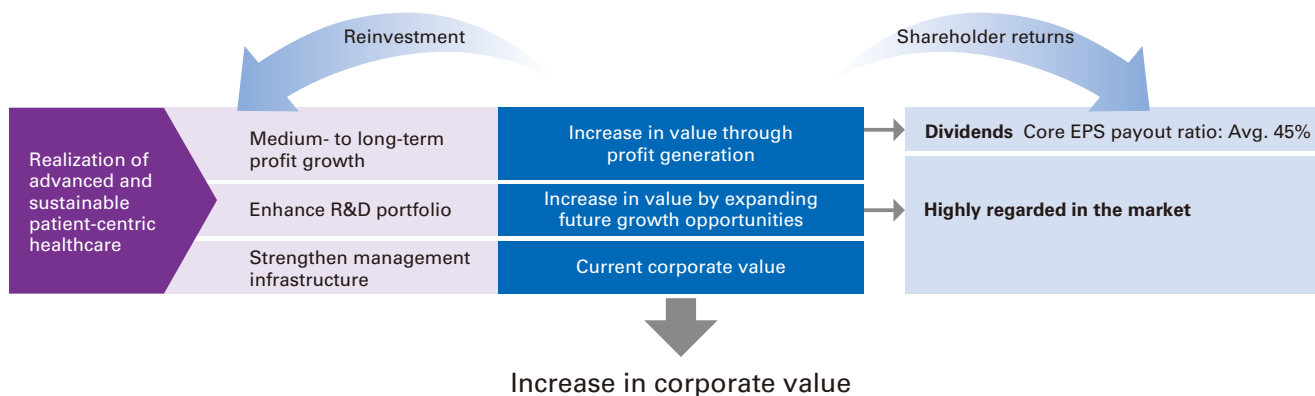 Reinvestment
Shareholder returns
Realization of
advanced and
sustainable
patient-centric
healthcare
Medium- to long-term
profit growth
Increase in value through
profit generation
Dividends Core EPS payout ratio: Avg. 45%
Enhance R&D portfolio
Increase in value by expanding
future growth opportunities
Highly regarded in the market
Strengthen management
infrastructure
Current corporate value
Increase in corporate value